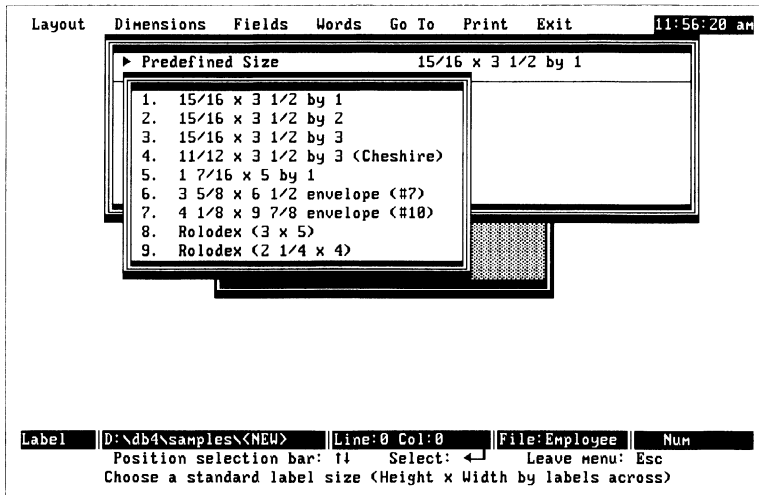 Layout Dimensions Fields Words Go To Print Exit 11:56:20 am
► Predefined Size 15/16 x 3 1/2 by 1
1. 15/16 x 3 1/2 by 1
2. 15/16 x 3 1/2 by 2
3. 15/16 x 3 1/2 by 3
4. 11/12 x 3 1/2 by 3 (Cheshire)
5. 1 7/16 x 5 by 1
6. 3 5/8 x 6 1/2 envelope (#7)
7. 4 1/8 x 9 7/8 envelope (#10)
8. Rolodex (3 x 5)
9. Rolodex (2 1/4 x 4)
Label D:\db4\samples\<NEW> Line:0 Col:0 File:Employee Num
Position selection bar: ↑↓ Select: ↵ Leave menu: Esc
Choose a standard label size (Height x Width by labels across)